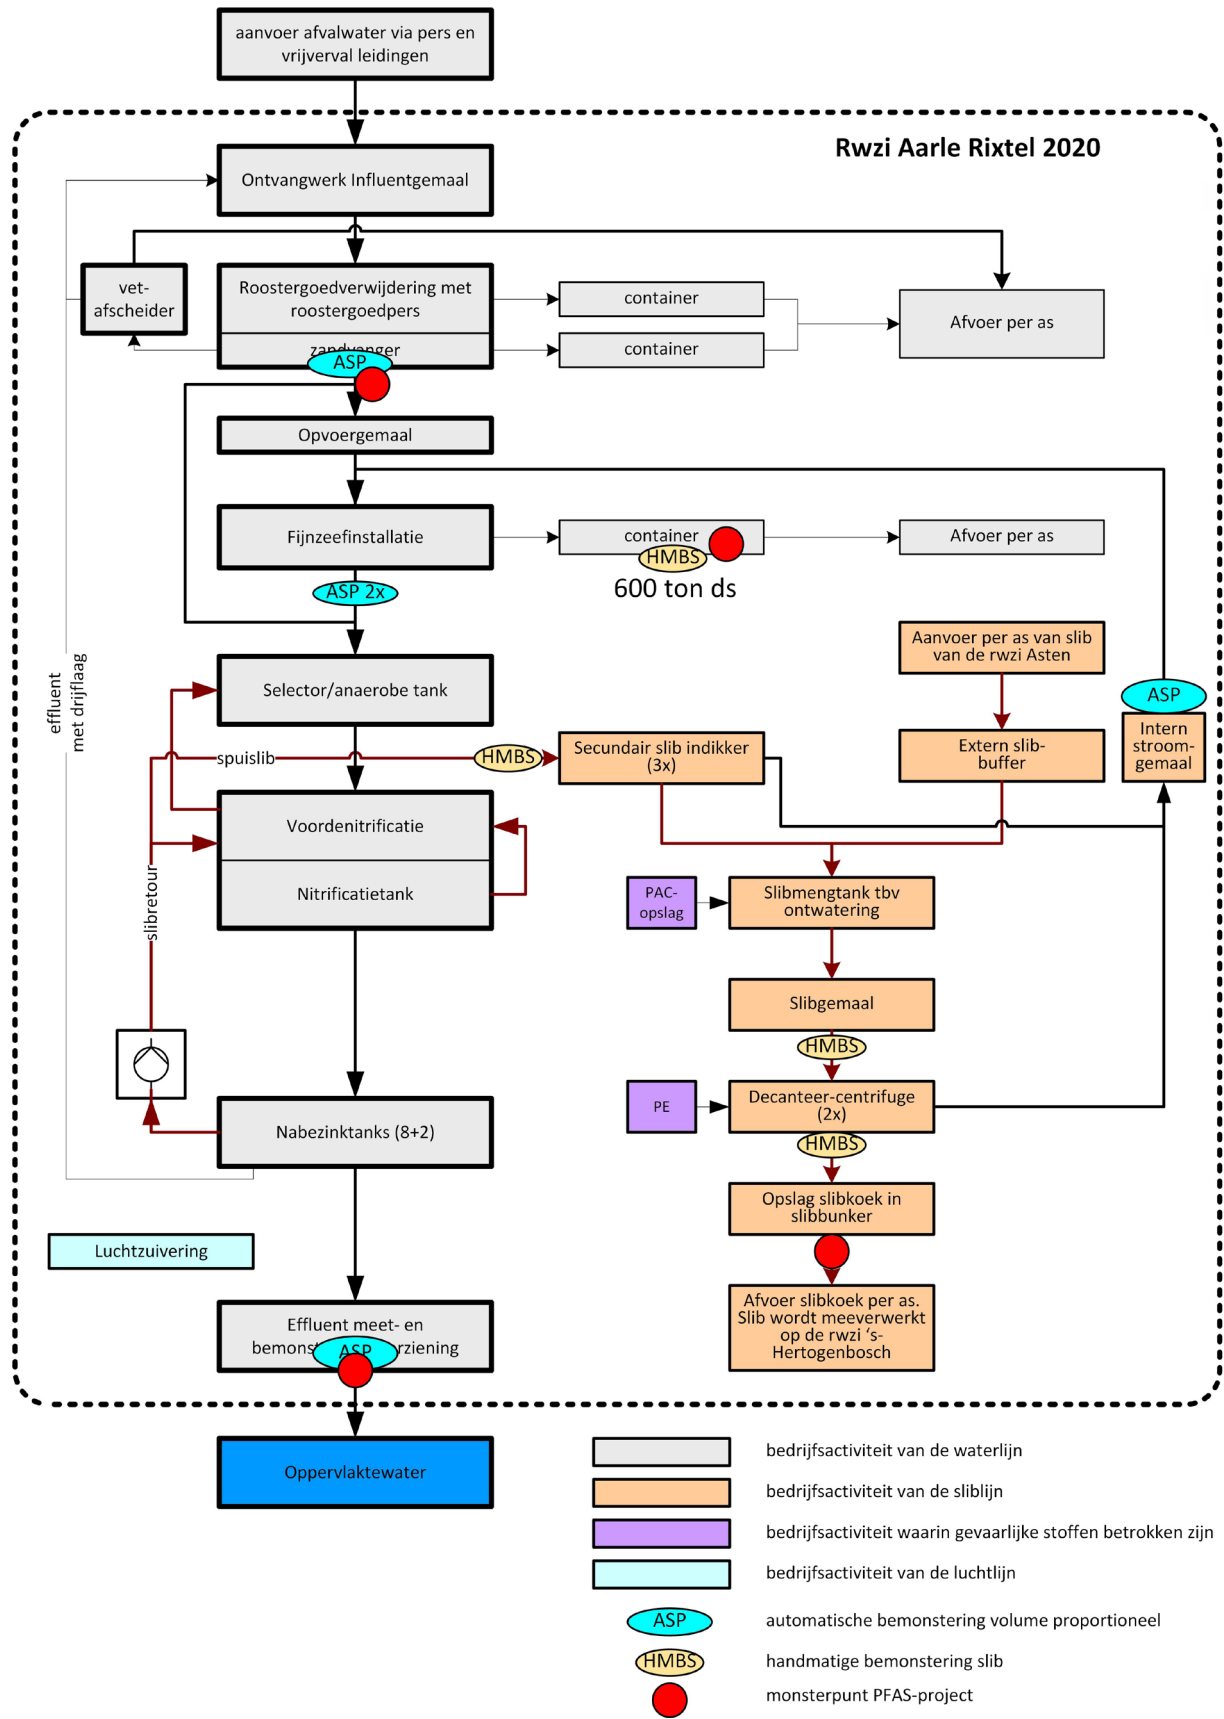 aanvoer afvalwater via pers en
vrijverval leidingen
Rwzi Aarle Rixtel 2020
Ontvangwerk Influentgemaal
vet-
afscheider
Roostergoedverwijdering met
roostergoedpers
container
Afvoer per as
zandvanger
container
ASP
Opvoergemaal
Fijnzeefinstallatie
container
Afvoer per as
HMBS
600 ton ds
ASP 2x
Aanvoer per as van slib
van de rwzi Asten
effluent
met drijflaag
Selector/anaerobe tank
ASP
spuislib
HMBS
Secundair slib indikker
(3x)
Extern slib-
buffer
Intern
stroom-
gemaal
Voordenitrificatie
Nitrificatietank
slibretour
PAC-
opslag
Slibmengtank tbv
ontwatering
Slibgemaal
HMBS
PE
Decanteer-centrifuge
(2x)
Nabezinktanks (8+2)
HMBS
Opslag slibkoek in
slibbunker
Luchtzuivering
Afvoer slibkoek per as.
Slib wordt meeverwerkt
op de rwzi ‘s-
Hertogenbosch
Effluent meet- en
bemonst rziening
ASP
Oppervlaktewater
bedrijfsactiviteit van de waterlijn
bedrijfsactiviteit van de sliblijn
bedrijfsactiviteit waarin gevaarlijke stoffen betrokken zijn
bedrijfsactiviteit van de luchtlijn
ASP
automatische bemonstering volume proportioneel
HMBS
handmatige bemonstering slib
monsterpunt PFAS-project